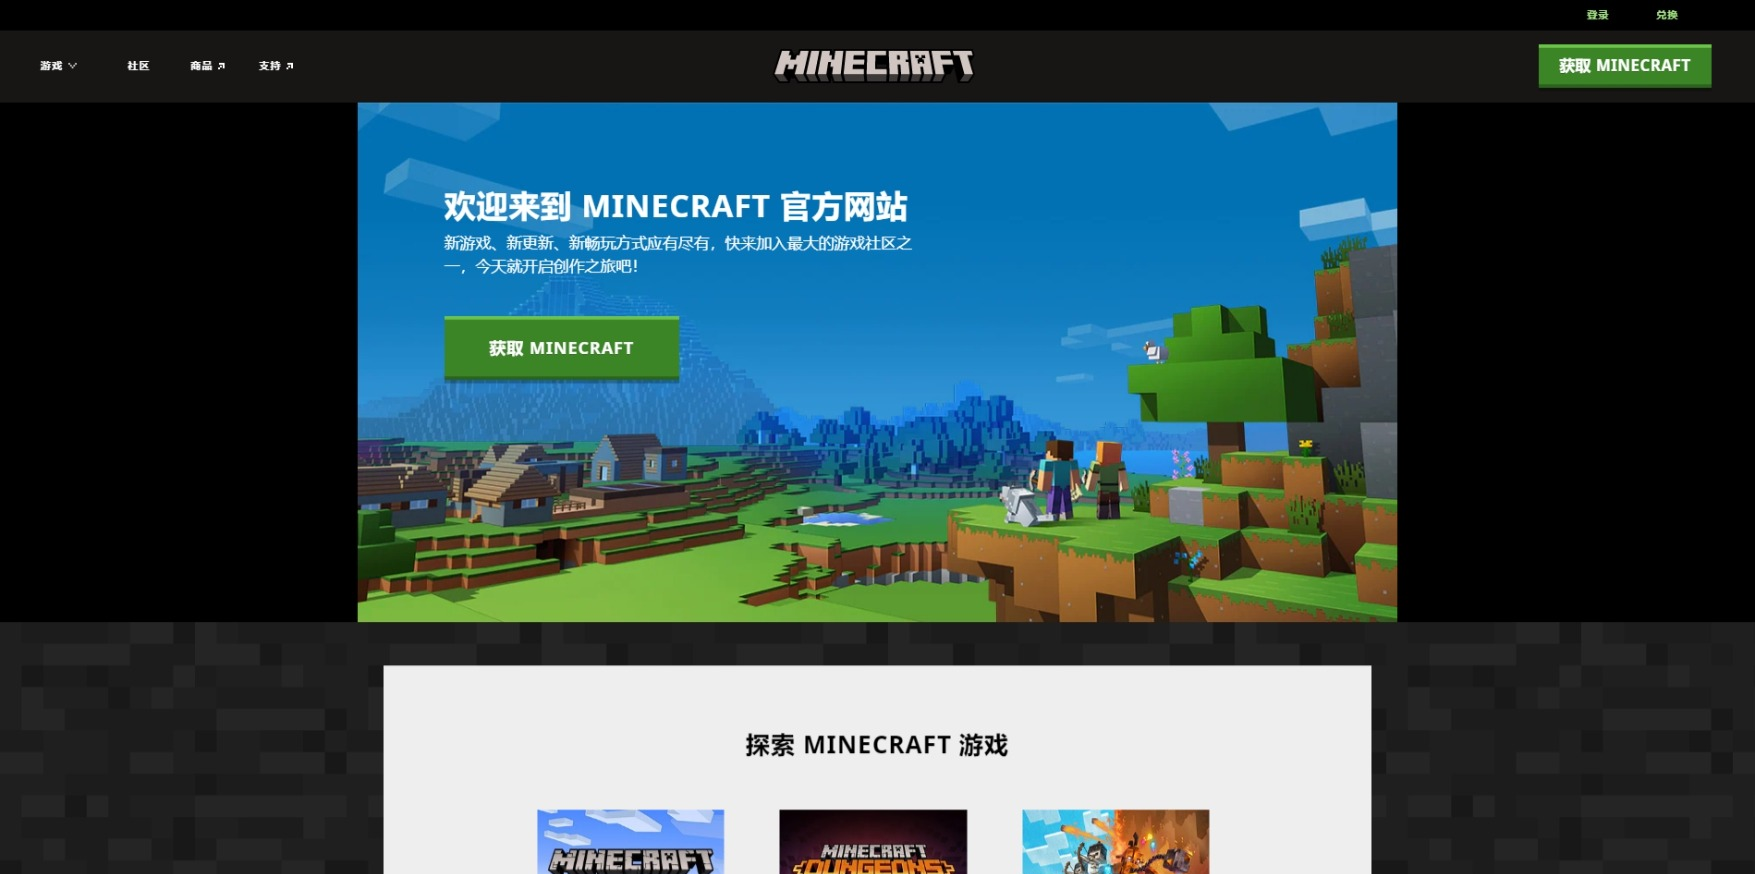 登录 兑换
游戏 社区 商品 支持
MINECRAFT
获取 MINECRAFT
欢迎来到 MINECRAFT 官方网站
新游戏、新更新、新畅玩方式应有尽有，快来加入最大的游戏社区之
一，今天就开启创作之旅吧！
获取 MINECRAFT
探索 MINECRAFT 游戏
MINECRAFT
MINECRAFT
DUNGEONS